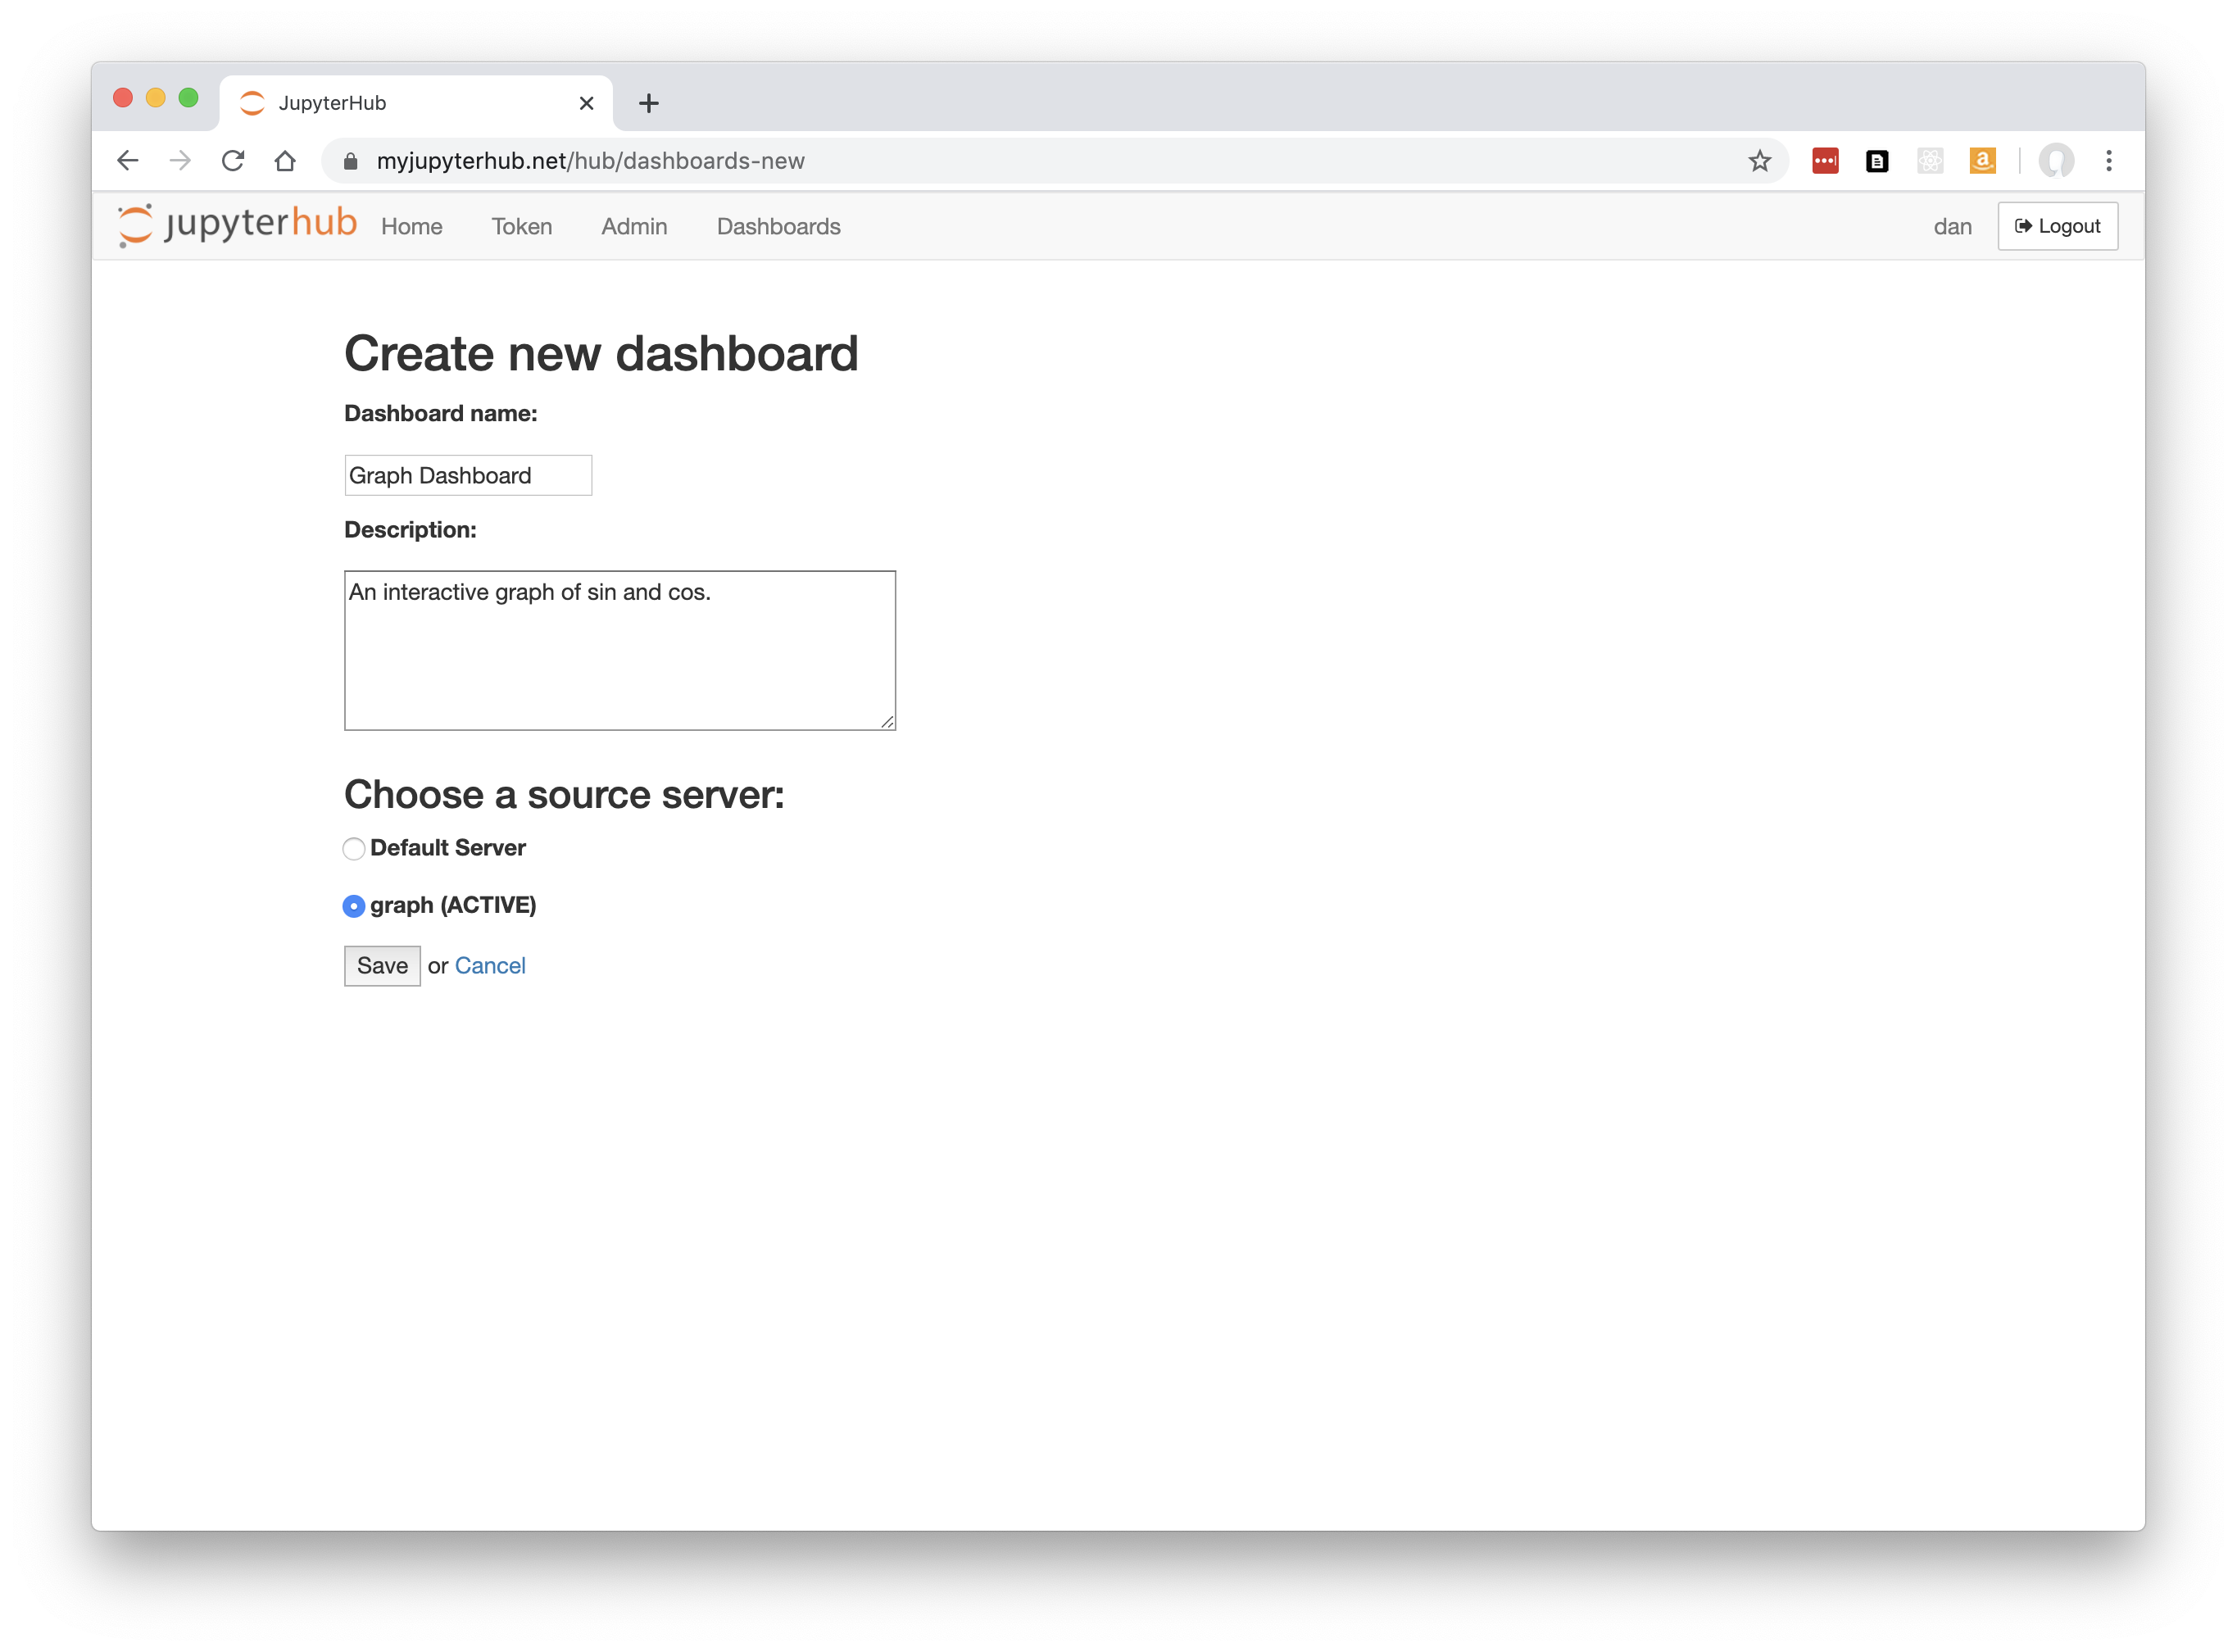 JupyterHub
myjupyterhub.net/hub/dashboards-new
jupyterhub Home Token Admin Dashboards dan Logout
Create new dashboard
Dashboard name:
Graph Dashboard
Description:
An interactive graph of sin and cos.
Choose a source server:
Default Server
graph (ACTIVE)
Save or Cancel